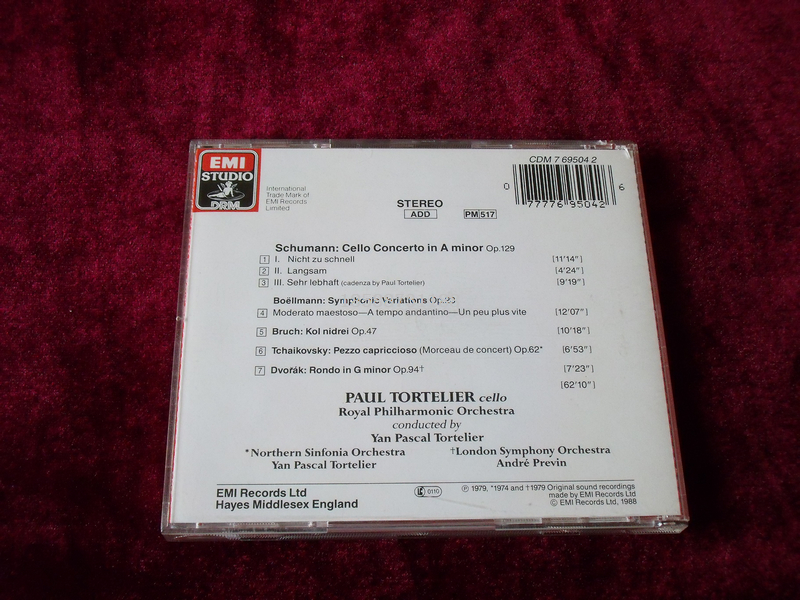 EMI
STUDIO
DRM
International
Trade Mark of
EMI Records
Limited
STEREO
ADD
PM 517
CDM 7 69504 2
0 77776 95042 6
Schumann: Cello Concerto in A minor Op.129
1 I. Nicht zu schnell [11'14"]
2 II. Langsam [4'24"]
3 III. Sehr lebhaft (cadenza by Paul Tortelier) [9'19"]
Boëllmann: Symphonic Variations Op.23
4 Moderato maestoso—A tempo andantino—Un peu plus vite [12'07"]
5 Bruch: Kol nidrei Op.47 [10'18"]
6 Tchaikovsky: Pezzo capriccioso (Morceau de concert) Op.62* [6'53"]
7 Dvořák: Rondo in G minor Op.94† [7'23"]
[62'10"]
PAUL TORTELIER cello
Royal Philharmonic Orchestra
conducted by
Yan Pascal Tortelier
*Northern Sinfonia Orchestra
Yan Pascal Tortelier
†London Symphony Orchestra
André Previn
EMI Records Ltd
Hayes Middlesex England
LC 0110
Ⓟ 1979, *1974 and †1979 Original sound recordings
made by EMI Records Ltd
© EMI Records Ltd, 1988